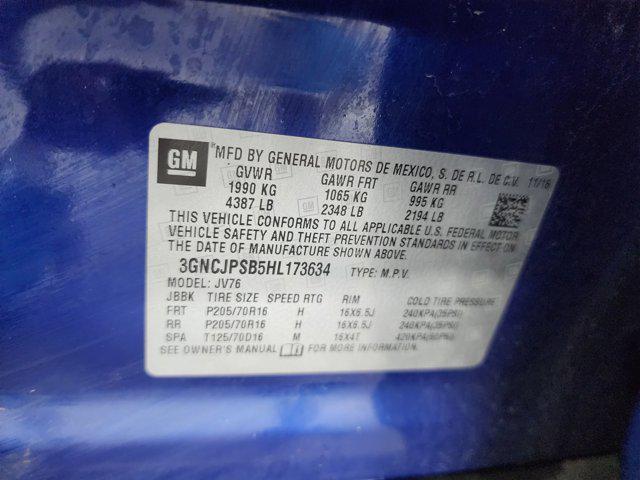 GM
®MFD BY GENERAL MOTORS DE MEXICO, S. DE R.L. DE C.V. 11/16
GVWR GAWR FRT GAWR RR
1990 KG 1065 KG 995 KG
4387 LB 2348 LB 2194 LB
THIS VEHICLE CONFORMS TO ALL APPLICABLE U.S. FEDERAL MOTOR
VEHICLE SAFETY AND THEFT PREVENTION STANDARDS IN EFFECT ON
THE DATE OF MANUFACTURE SHOWN ABOVE.
3GNCJPSB5HL173634 TYPE: M.P.V.
MODEL: JV76
JBBK TIRE SIZE SPEED RTG RIM COLD TIRE PRESSURE
FRT P205/70R16 H 16X6.5J 240KPA(35PSI)
RR P205/70R16 H 16X6.5J 240KPA(35PSI)
SPA T125/70D16 M 16X4T 420KPA(60PSI)
SEE OWNER'S MANUAL FOR MORE INFORMATION.